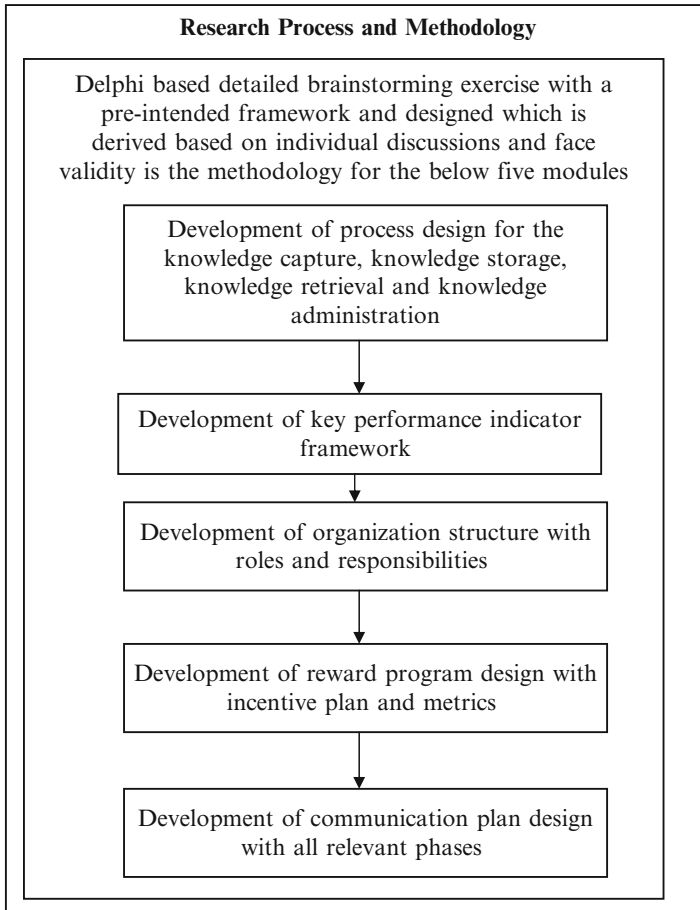 Research Process and Methodology
Delphi based detailed brainstorming exercise with a
pre-intended framework and designed which is
derived based on individual discussions and face
validity is the methodology for the below five modules
Development of process design for the
knowledge capture, knowledge storage,
knowledge retrieval and knowledge
administration
Development of key performance indicator
framework
Development of organization structure with
roles and responsibilities
Development of reward program design with
incentive plan and metrics
Development of communication plan design
with all relevant phases